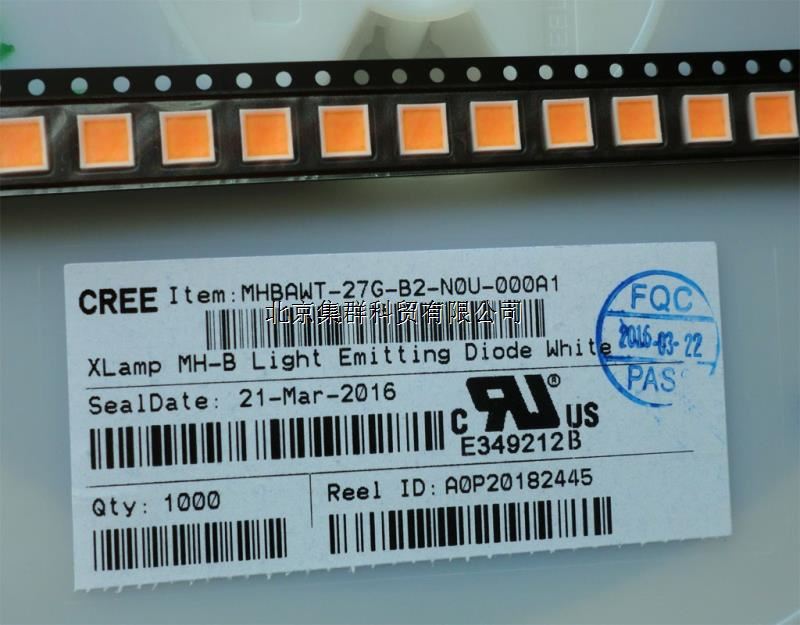 CREE Item:MHBAWT-27G-B2-N0U-000A1
北京集群科贸有限公司
XLamp MH-B Light Emitting Diode White
SealDate: 21-Mar-2016
C RU ® US
E349212B
Qty: 1000
Reel ID: A0P20182445
FQC
2016-03-22
PASS
REEL